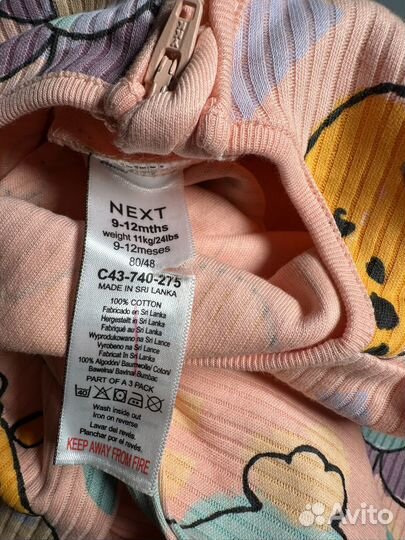 NEXT
9-12mths
weight 11kg/24lbs
9-12meses
80/48
C43-740-275
MADE IN SRI LANKA
100% COTTON
Fabricado en Sri Lanka
Hergestellt in Sri Lanka
Fabriqué au Sri Lanka
Wyprodukowano na Sri Lance
Vyrobeno na Sri Lance
Fabricat în Sri Lanka
100% Algodón/ Baumwolle/ Coton/
Bawełna/ Bavlna/ Bumbac
PART OF A 3 PACK
40
Wash inside out
Iron on reverse
Lavar del revés.
Planchar por el revés.
KEEP AWAY FROM FIRE
Avito